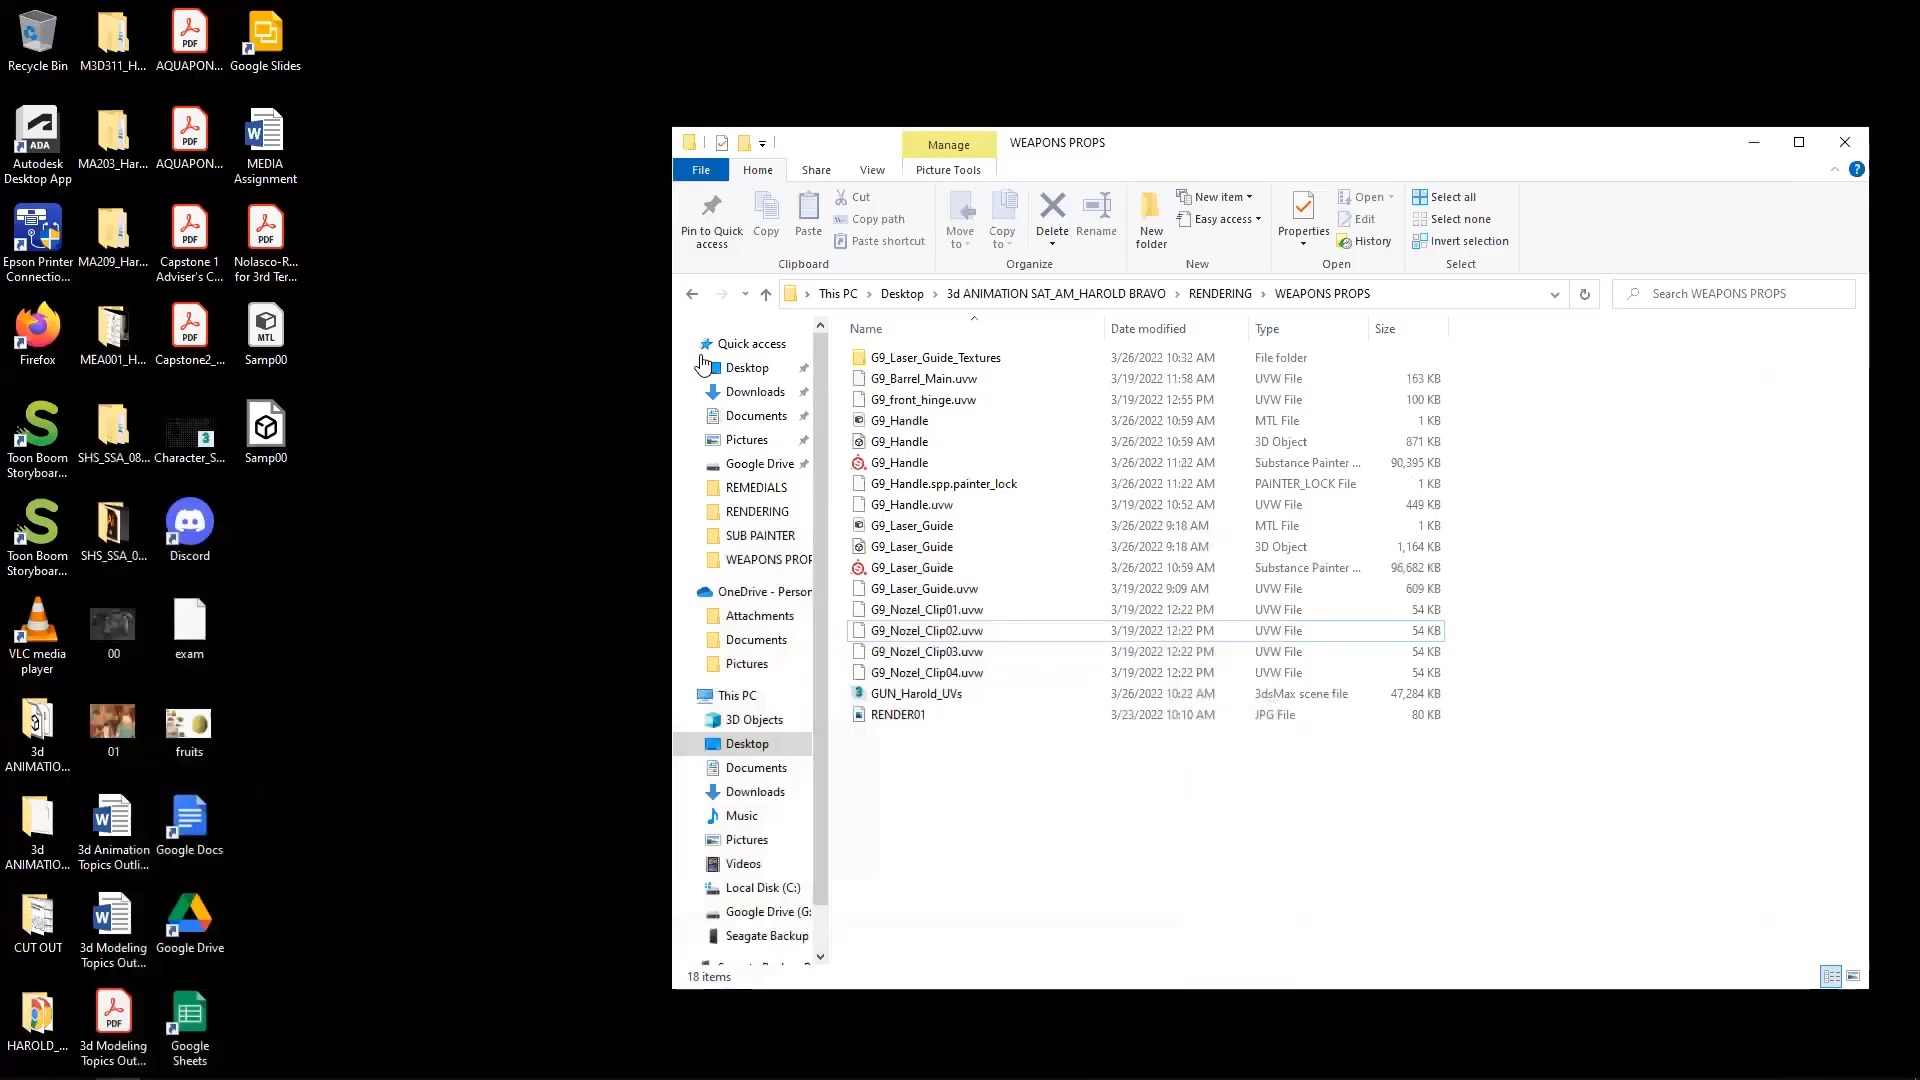 Recycle Bin
M3D311_H...
AQUAPON...
Google Slides
Autodesk
Desktop App
MA203_Har...
AQUAPON...
MEDIA
Assignment
Epson Printer
Connectio...
MA209_Har...
Capstone 1
Adviser's C...
Nolasco-R...
for 3rd Ter...
Firefox
MEA001_H...
Capstone2_...
Samp00
Toon Boom
Storyboar...
SHS_SSA_08...
Character_S...
Samp00
Toon Boom
Storyboar...
SHS_SSA_0...
Discord
VLC media
player
00
exam
3d
ANIMATIO...
01
fruits
3d
ANIMATIO...
3d Animation
Topics Outli...
Google Docs
CUT OUT
3d Modeling
Topics Out...
Google Drive
HAROLD_...
3d Modeling
Topics Out...
Google
Sheets
Manage
WEAPONS PROPS
File
Home
Share
View
Picture Tools
Pin to Quick
access
Copy
Paste
Cut
Copy path
Paste shortcut
Clipboard
Move
to
Copy
to
Delete
Rename
Organize
New
folder
New item
Easy access
New
Properties
Open
Edit
History
Open
Select all
Select none
Invert selection
Select
This PC > Desktop > 3d ANIMATION SAT_AM_HAROLD BRAVO > RENDERING > WEAPONS PROPS
Search WEAPONS PROPS
Quick access
Desktop
Downloads
Documents
Pictures
Google Drive
REMEDIALS
RENDERING
SUB PAINTER
WEAPONS PROP
OneDrive - Person
Attachments
Documents
Pictures
This PC
3D Objects
Desktop
Documents
Downloads
Music
Pictures
Videos
Local Disk (C:)
Google Drive (G:
Seagate Backup
Name Date modified Type Size
G9_Laser_Guide_Textures 3/26/2022 10:32 AM File folder
G9_Barrel_Main.uvw 3/19/2022 11:58 AM UVW File 163 KB
G9_front_hinge.uvw 3/19/2022 12:55 PM UVW File 100 KB
G9_Handle 3/26/2022 10:59 AM MTL File 1 KB
G9_Handle 3/26/2022 10:59 AM 3D Object 871 KB
G9_Handle 3/26/2022 11:22 AM Substance Painter ... 90,395 KB
G9_Handle.spp.painter_lock 3/26/2022 11:22 AM PAINTER_LOCK File 1 KB
G9_Handle.uvw 3/19/2022 10:52 AM UVW File 449 KB
G9_Laser_Guide 3/26/2022 9:18 AM MTL File 1 KB
G9_Laser_Guide 3/26/2022 9:18 AM 3D Object 1,164 KB
G9_Laser_Guide 3/26/2022 10:59 AM Substance Painter ... 96,682 KB
G9_Laser_Guide.uvw 3/19/2022 9:09 AM UVW File 609 KB
G9_Nozel_Clip01.uvw 3/19/2022 12:22 PM UVW File 54 KB
G9_Nozel_Clip02.uvw 3/19/2022 12:22 PM UVW File 54 KB
G9_Nozel_Clip03.uvw 3/19/2022 12:22 PM UVW File 54 KB
G9_Nozel_Clip04.uvw 3/19/2022 12:22 PM UVW File 54 KB
GUN_Harold_UVs 3/26/2022 10:22 AM 3dsMax scene file 47,284 KB
RENDER01 3/23/2022 10:10 AM JPG File 80 KB
18 items